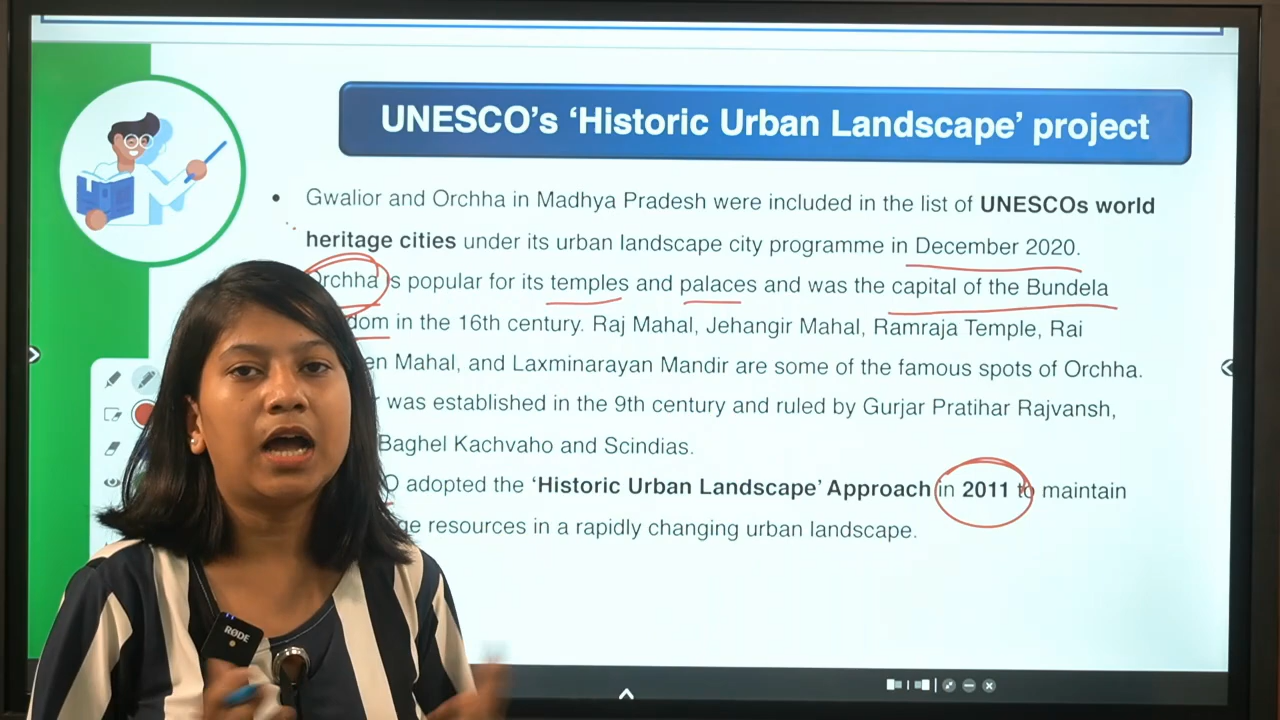 UNESCO's 'Historic Urban Landscape' project
• Gwalior and Orchha in Madhya Pradesh were included in the list of UNESCOs world
heritage cities under its urban landscape city programme in December 2020.
Orchha is popular for its temples and palaces and was the capital of the Bundela
dom in the 16th century. Raj Mahal, Jehangir Mahal, Ramraja Temple, Rai
en Mahal, and Laxminarayan Mandir are some of the famous spots of Orchha.
r was established in the 9th century and ruled by Gurjar Pratihar Rajvansh,
Baghel Kachvaho and Scindias.
O adopted the 'Historic Urban Landscape' Approach in 2011 to maintain
ge resources in a rapidly changing urban landscape.
RØDE